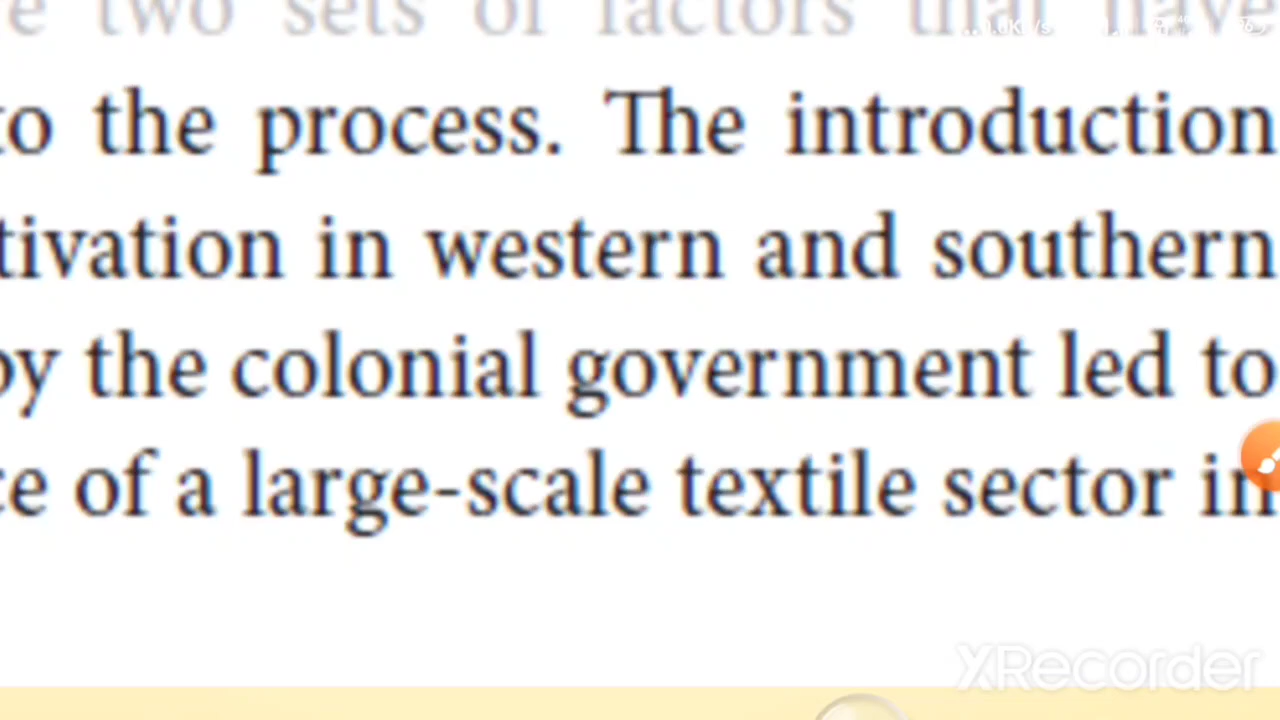 e two sets of factors that have
to the process. The introduction
tivation in western and southern
by the colonial government led to
ce of a large-scale textile sector in
XRecorder